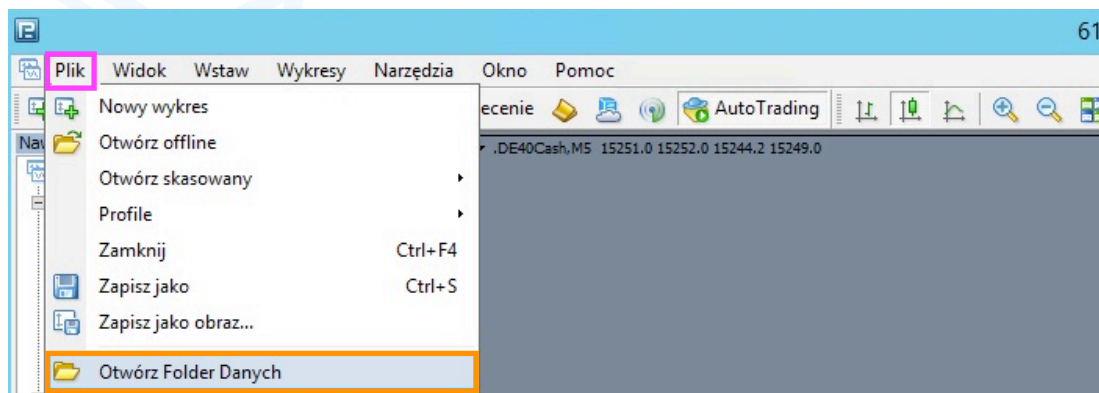 61
Plik Widok Wstaw Wykresy Narzędzia Okno Pomoc
Nowy wykres
ecenie AutoTrading
Nav
Otwórz offline
.DE40Cash,M5 15251.0 15252.0 15244.2 15249.0
Otwórz skasowany
Profile
Zamknij Ctrl+F4
Zapisz jako Ctrl+S
Zapisz jako obraz...
Otwórz Folder Danych